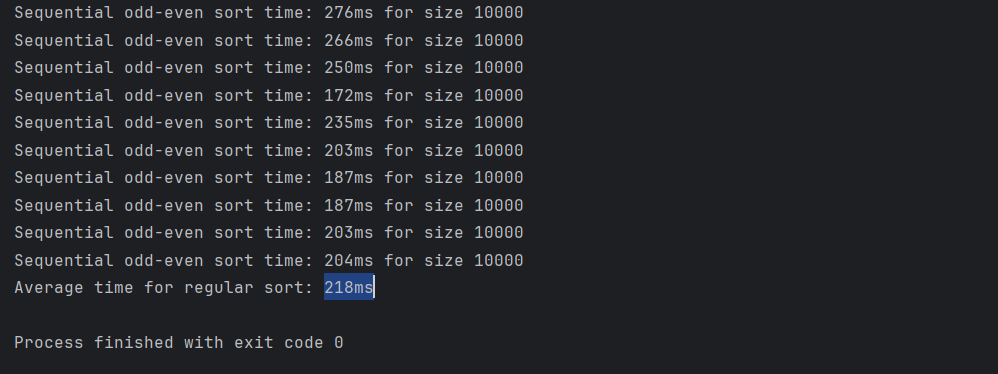 Sequential odd-even sort time: 276ms for size 10000
Sequential odd-even sort time: 266ms for size 10000
Sequential odd-even sort time: 250ms for size 10000
Sequential odd-even sort time: 172ms for size 10000
Sequential odd-even sort time: 235ms for size 10000
Sequential odd-even sort time: 203ms for size 10000
Sequential odd-even sort time: 187ms for size 10000
Sequential odd-even sort time: 187ms for size 10000
Sequential odd-even sort time: 203ms for size 10000
Sequential odd-even sort time: 204ms for size 10000
Average time for regular sort: 218ms
Process finished with exit code 0